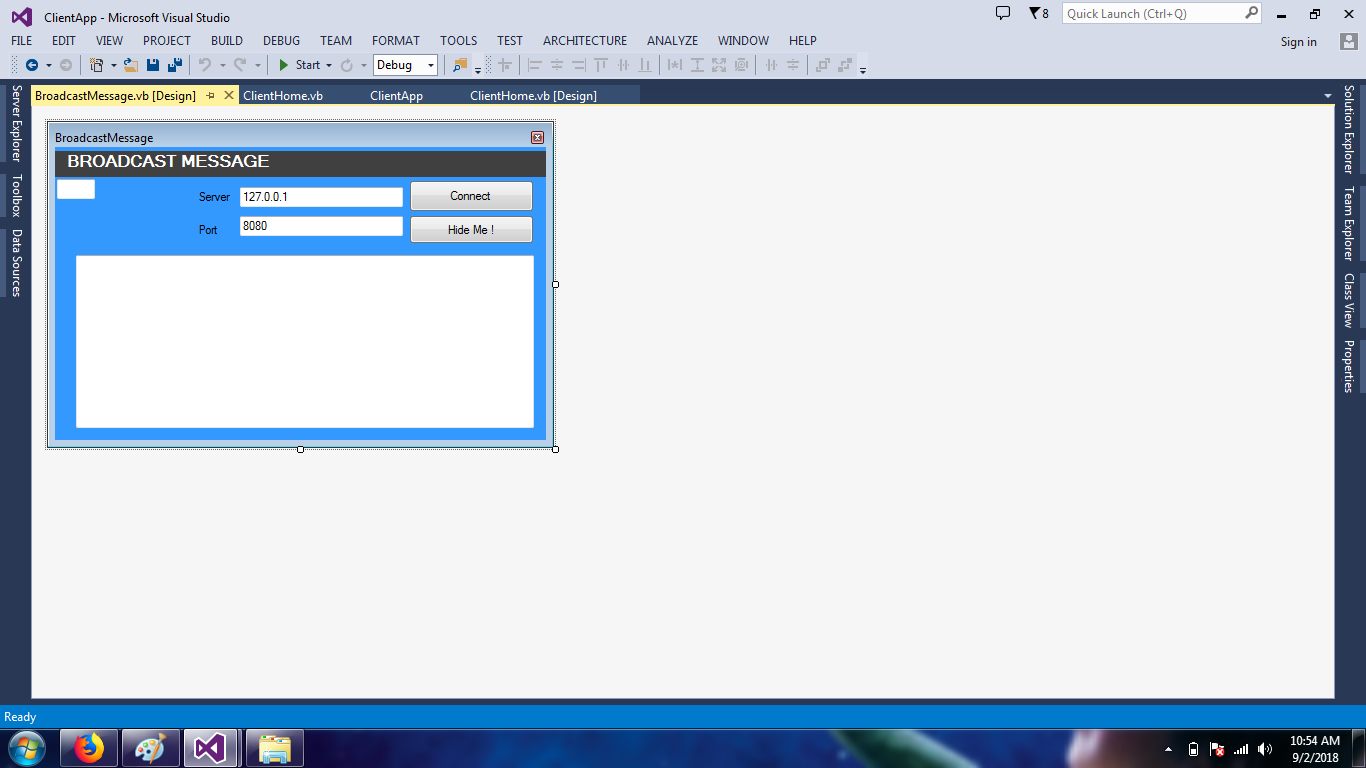 ClientApp - Microsoft Visual Studio
8
Quick Launch (Ctrl+Q)
FILE EDIT VIEW PROJECT BUILD DEBUG TEAM FORMAT TOOLS TEST ARCHITECTURE ANALYZE WINDOW HELP
Sign in
Start
Debug
BroadcastMessage.vb [Design] ClientHome.vb ClientApp ClientHome.vb [Design]
Server Explorer
Toolbox
Data Sources
BroadcastMessage
BROADCAST MESSAGE
Server 127.0.0.1 Connect
Port 8080 Hide Me !
Solution Explorer
Team Explorer
Class View
Properties
Ready
10:54 AM
9/2/2018